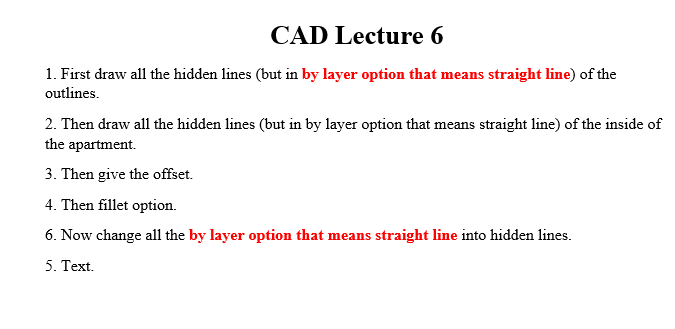 CAD Lecture 6
1. First draw all the hidden lines (but in by layer option that means straight line) of the
outlines.
2. Then draw all the hidden lines (but in by layer option that means straight line) of the inside of
the apartment.
3. Then give the offset.
4. Then fillet option.
6. Now change all the by layer option that means straight line into hidden lines.
5. Text.